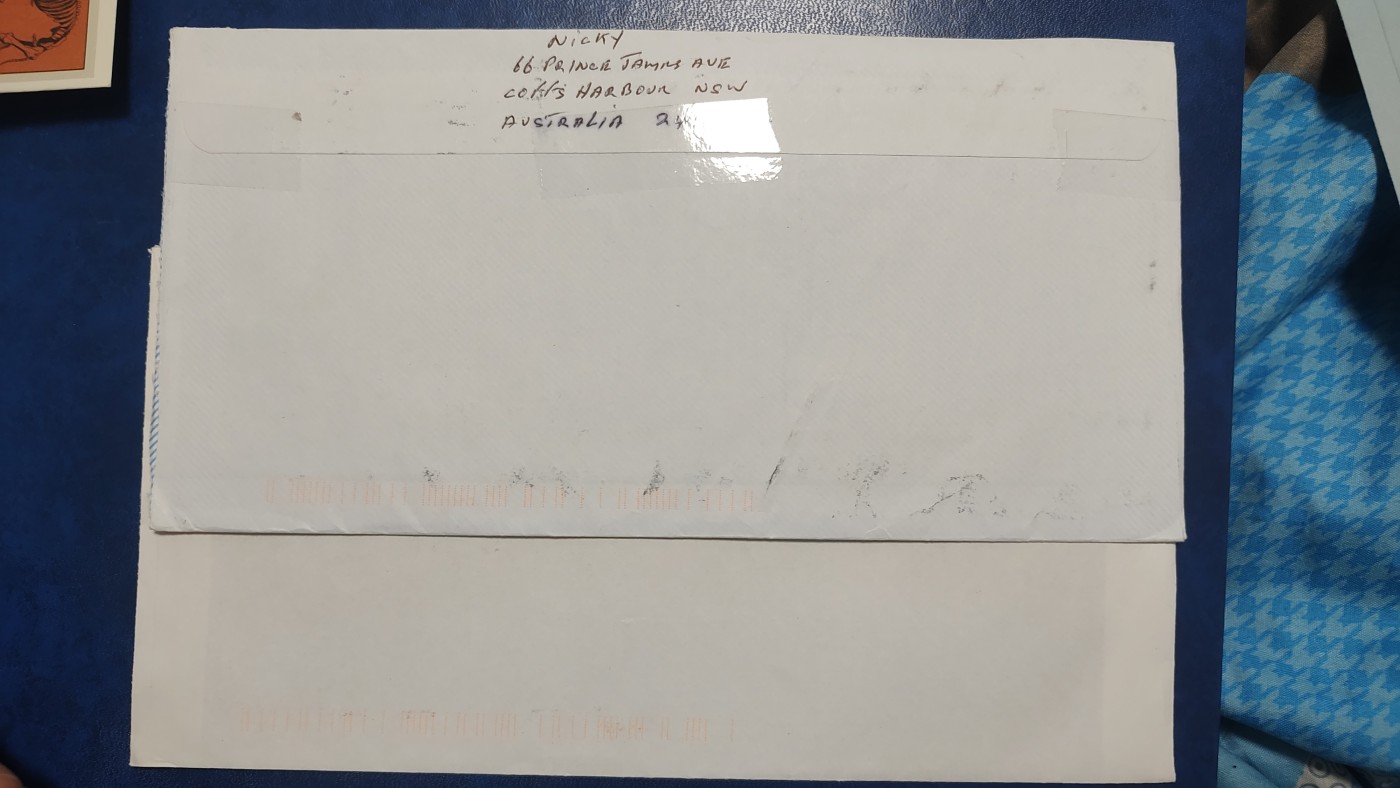 NICKY
66 PRINCE JAMES AVE
COFFS HARBOUR NSW
AUSTRALIA